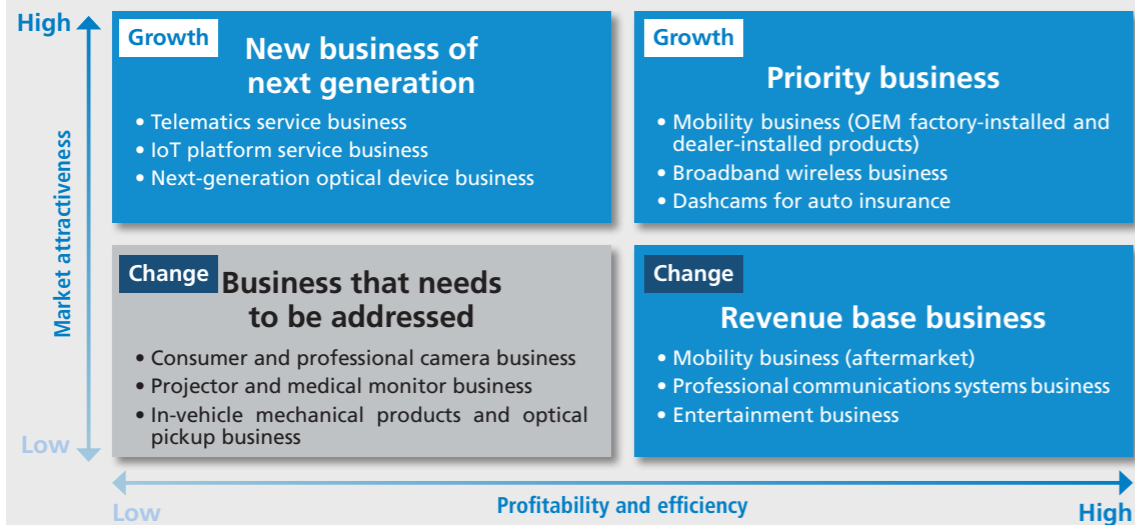 High
Market attractiveness
Low
Growth
New business of
next generation
• Telematics service business
• IoT platform service business
• Next-generation optical device business
Growth
Priority business
• Mobility business (OEM factory-installed and
dealer-installed products)
• Broadband wireless business
• Dashcams for auto insurance
Change
Business that needs
to be addressed
• Consumer and professional camera business
• Projector and medical monitor business
• In-vehicle mechanical products and optical
pickup business
Change
Revenue base business
• Mobility business (aftermarket)
• Professional communications systems business
• Entertainment business
Low
Profitability and efficiency
High